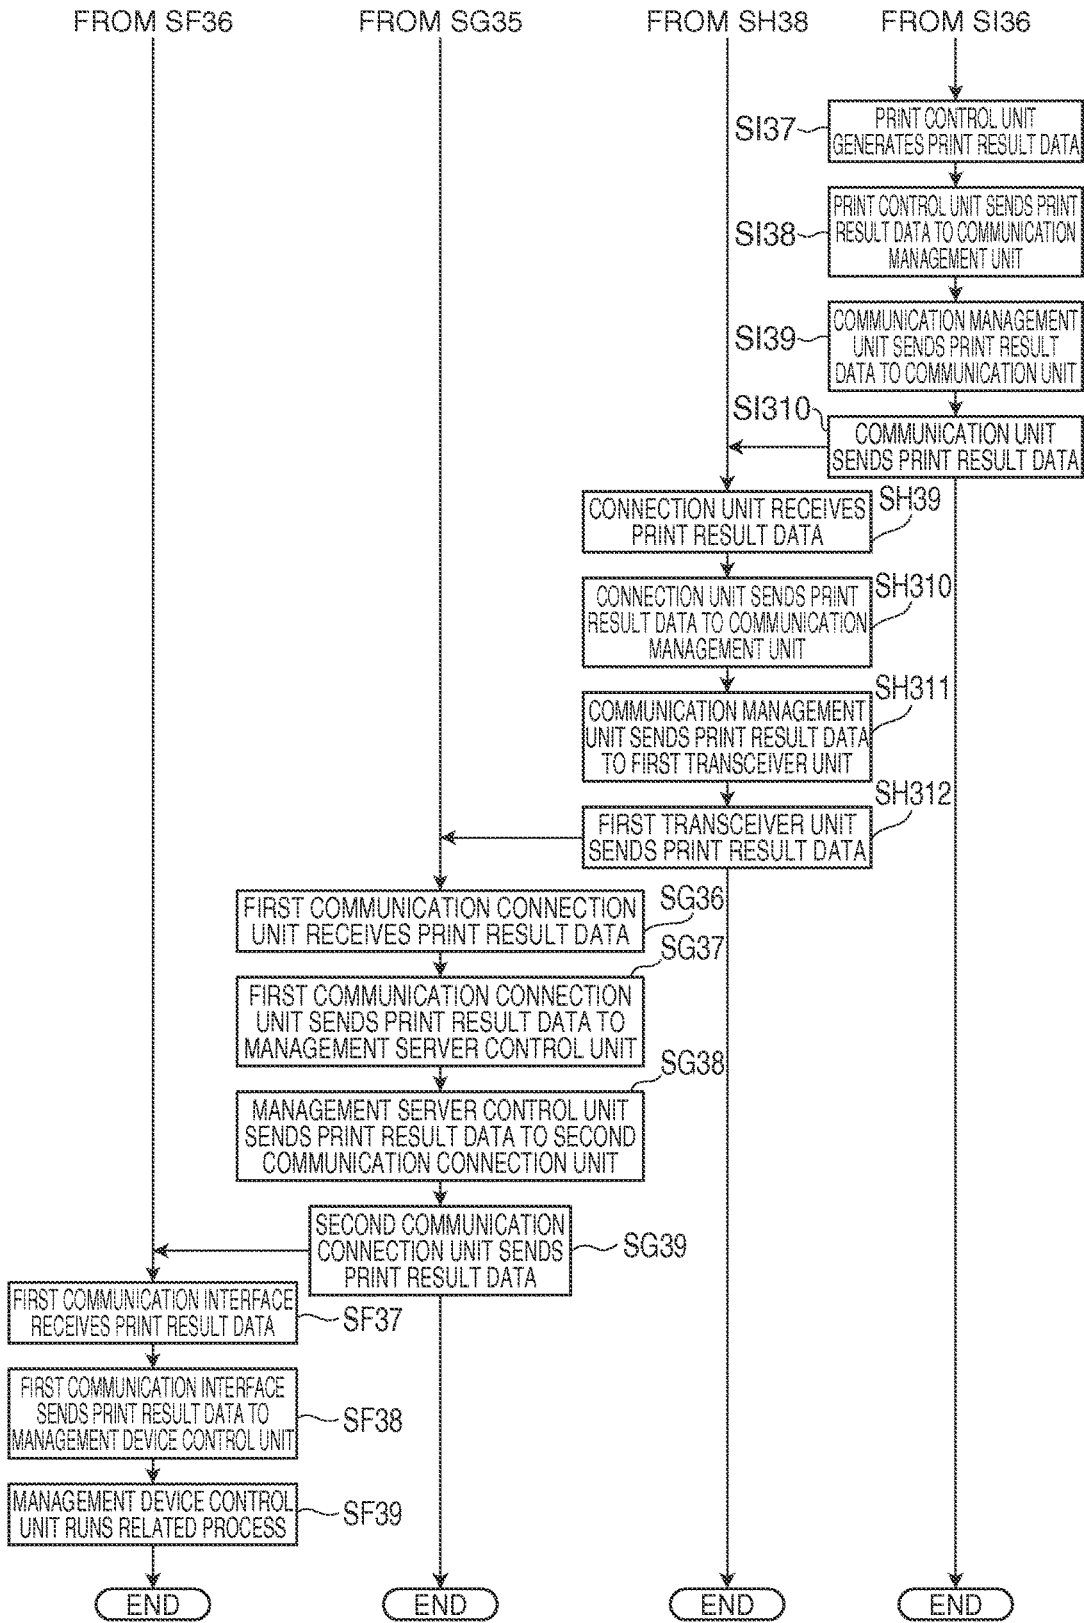 FROM SF36
FROM SG35
FROM SH38
FROM SI36
SI37
PRINT CONTROL UNIT
GENERATES PRINT RESULT DATA
SI38
PRINT CONTROL UNIT SENDS PRINT
RESULT DATA TO COMMUNICATION
MANAGEMENT UNIT
SI39
COMMUNICATION MANAGEMENT
UNIT SENDS PRINT RESULT
DATA TO COMMUNICATION UNIT
SI310
COMMUNICATION UNIT
SENDS PRINT RESULT DATA
SH39
CONNECTION UNIT RECEIVES
PRINT RESULT DATA
SH310
CONNECTION UNIT SENDS PRINT
RESULT DATA TO COMMUNICATION
MANAGEMENT UNIT
SH311
COMMUNICATION MANAGEMENT
UNIT SENDS PRINT RESULT DATA
TO FIRST TRANSCEIVER UNIT
SH312
FIRST TRANSCEIVER UNIT
SENDS PRINT RESULT DATA
SG36
FIRST COMMUNICATION CONNECTION
UNIT RECEIVES PRINT RESULT DATA
SG37
FIRST COMMUNICATION CONNECTION
UNIT SENDS PRINT RESULT DATA TO
MANAGEMENT SERVER CONTROL UNIT
SG38
MANAGEMENT SERVER CONTROL UNIT
SENDS PRINT RESULT DATA TO SECOND
COMMUNICATION CONNECTION UNIT
SECOND COMMUNICATION
CONNECTION UNIT SENDS
PRINT RESULT DATA
SG39
FIRST COMMUNICATION INTERFACE
RECEIVES PRINT RESULT DATA
SF37
FIRST COMMUNICATION INTERFACE
SENDS PRINT RESULT DATA TO
MANAGEMENT DEVICE CONTROL UNIT
SF38
MANAGEMENT DEVICE CONTROL
UNIT RUNS RELATED PROCESS
SF39
END
END
END
END